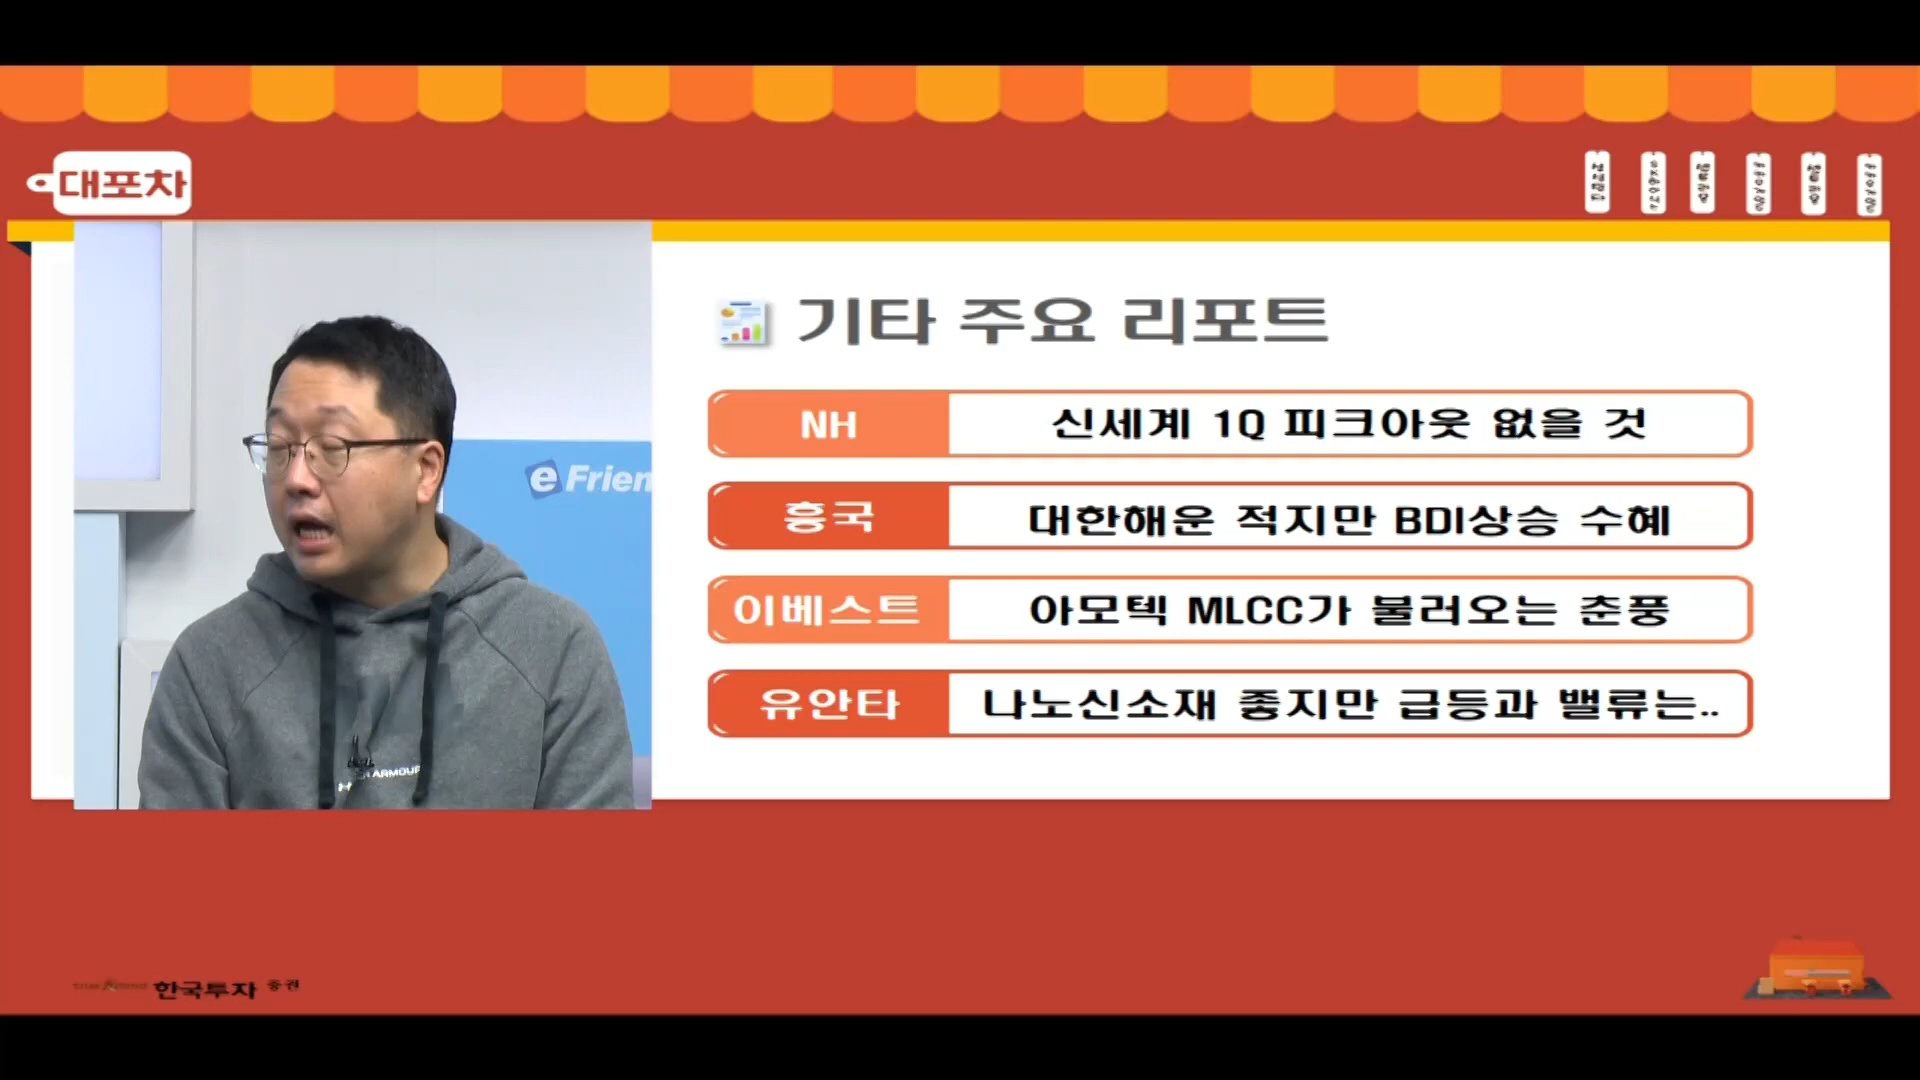 대포차
e Frien
기타 주요 리포트
NH 신세계 1Q 피크아웃 없을 것
흥국 대한해운 적지만 BDI상승 수혜
이베스트 아모텍 MLCC가 불러오는 춘풍
유안타 나노신소재 좋지만 급등과 밸류는..
ARMOUR
한국투자 증권